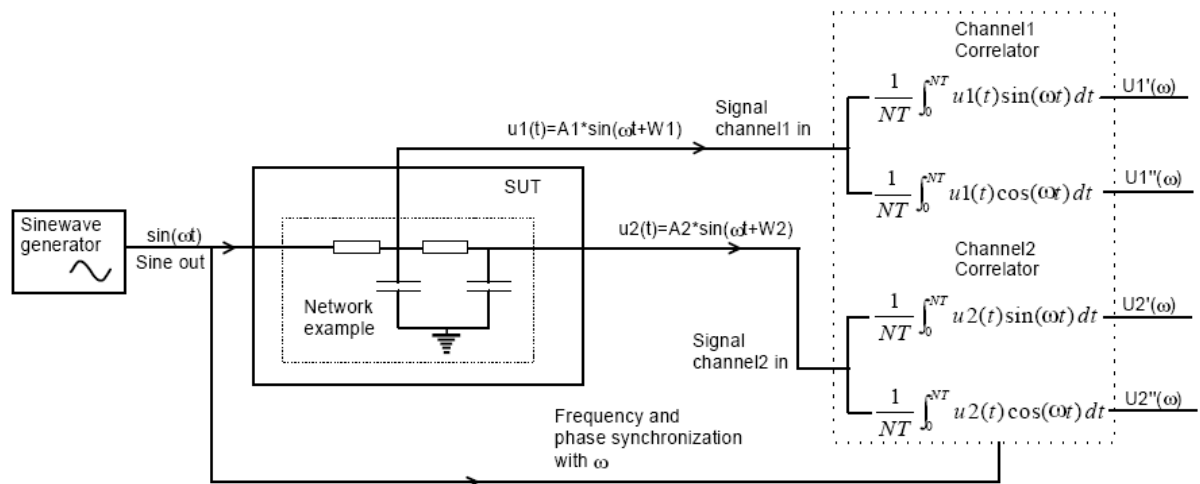 Channel1
Correlator
1/NT ∫₀^NT u1(t)sin(ωt)dt
U1'(ω)
u1(t)=A1*sin(ωt+W1)
Signal
channel1 in
1/NT ∫₀^NT u1(t)cos(ωt)dt
U1"(ω)
SUT
Sinewave
generator
sin(ωt)
Sine out
Network
example
u2(t)=A2*sin(ωt+W2)
Channel2
Correlator
1/NT ∫₀^NT u2(t)sin(ωt)dt
U2'(ω)
Signal
channel2 in
1/NT ∫₀^NT u2(t)cos(ωt)dt
U2"(ω)
Frequency and
phase synchronization
with ω